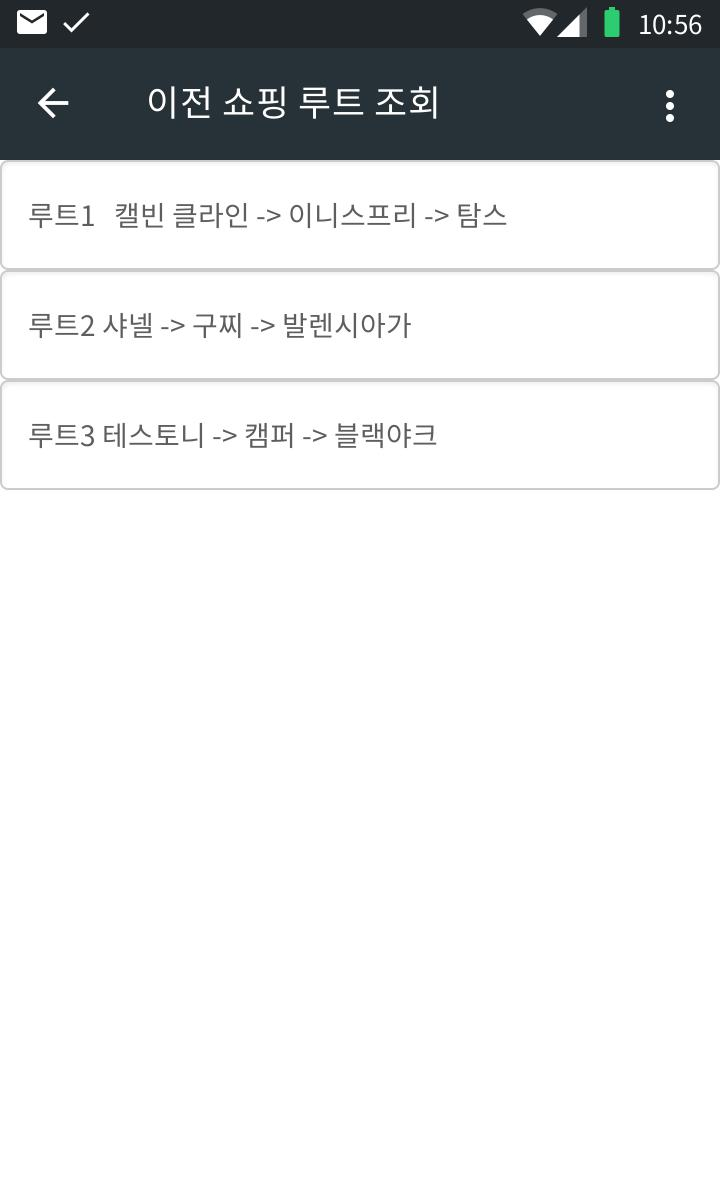 10:56
이전 쇼핑 루트 조회
루트1 캘빈 클라인 -> 이니스프리 -> 탐스
루트2 샤넬 -> 구찌 -> 발렌시아가
루트3 테스토니 -> 캠퍼 -> 블랙야크